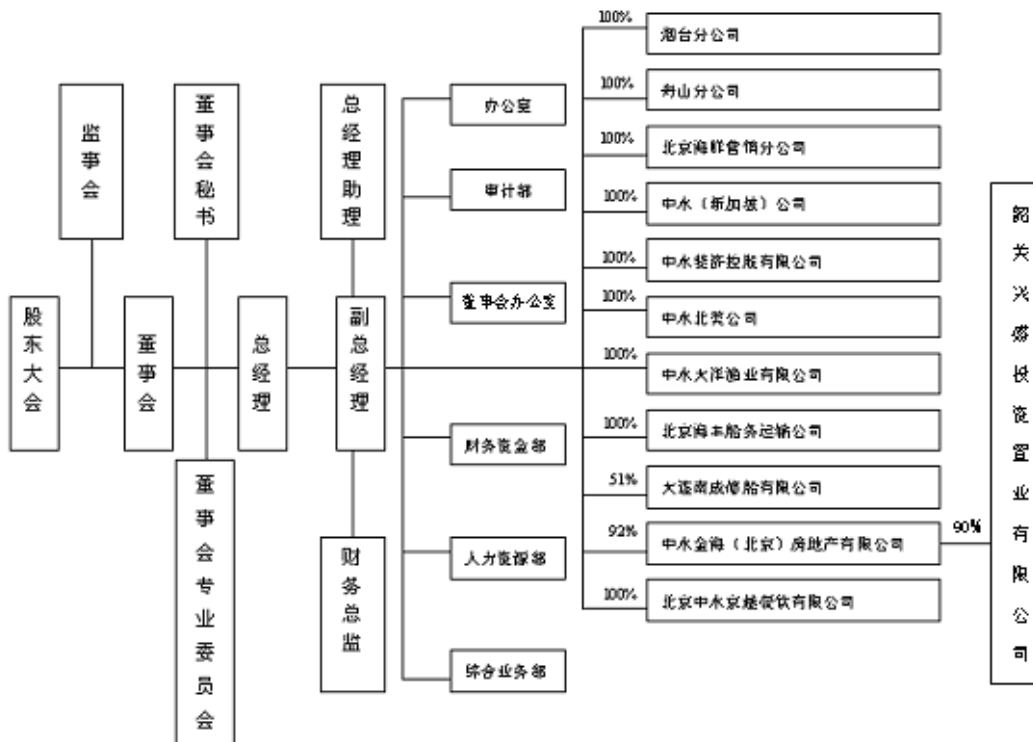 监事会
董事会秘书
总经理助理
股东大会
董事会
总经理
副总经理
董事会专业委员会
财务总监
办公室
审计部
董事会办公室
财务资金部
人力资源部
综合业务部
100%
烟台分公司
100%
舟山分公司
100%
北京海鲜营销分公司
100%
中水（新加坡）公司
100%
中水斐济控股有限公司
100%
中水北美公司
100%
中水大洋渔业有限公司
100%
北京海丰船务运输公司
51%
大连南成修船有限公司
92%
中水金海（北京）房地产有限公司
90%
100%
北京中水京越餐饮有限公司
韶关兴盛投资置业有限公司